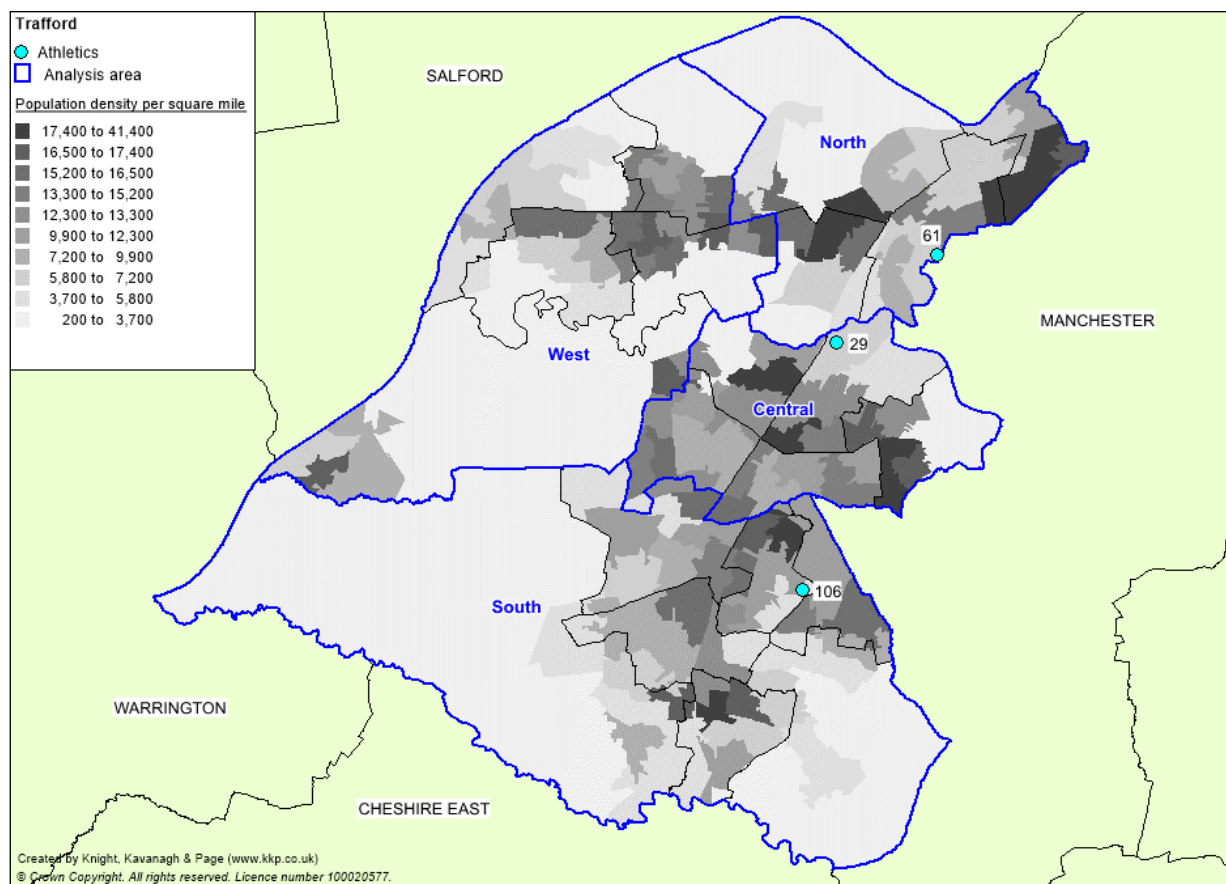 Trafford
Athletics
Analysis area
Population density per square mile
17,400 to 41,400
16,500 to 17,400
15,200 to 16,500
13,300 to 15,200
12,300 to 13,300
9,900 to 12,300
7,200 to 9,900
5,800 to 7,200
3,700 to 5,800
200 to 3,700
SALFORD
North
61
MANCHESTER
29
West
Central
106
South
WARRINGTON
CHESHIRE EAST
Created by Knight, Kavanagh & Page (www.kkp.co.uk)
© Crown Copyright. All rights reserved. Licence number 100020577.